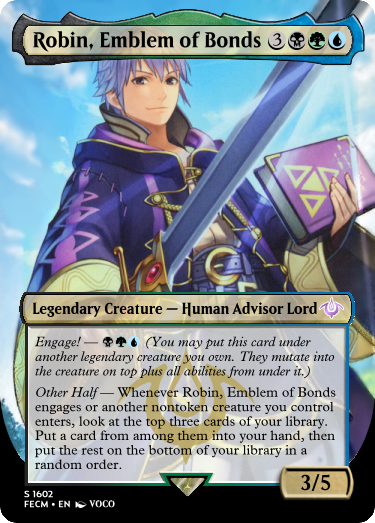 Robin, Emblem of Bonds 3
Legendary Creature — Human Advisor Lord
Engage! — (You may put this card under
another legendary creature you own. They mutate into
the creature on top plus all abilities from under it.)
Other Half — Whenever Robin, Emblem of Bonds
engages or another nontoken creature you control
enters, look at the top three cards of your library.
Put a card from among them into your hand, then
put the rest on the bottom of your library in a
random order.
3/5
S 1602
FECM • EN VOCO